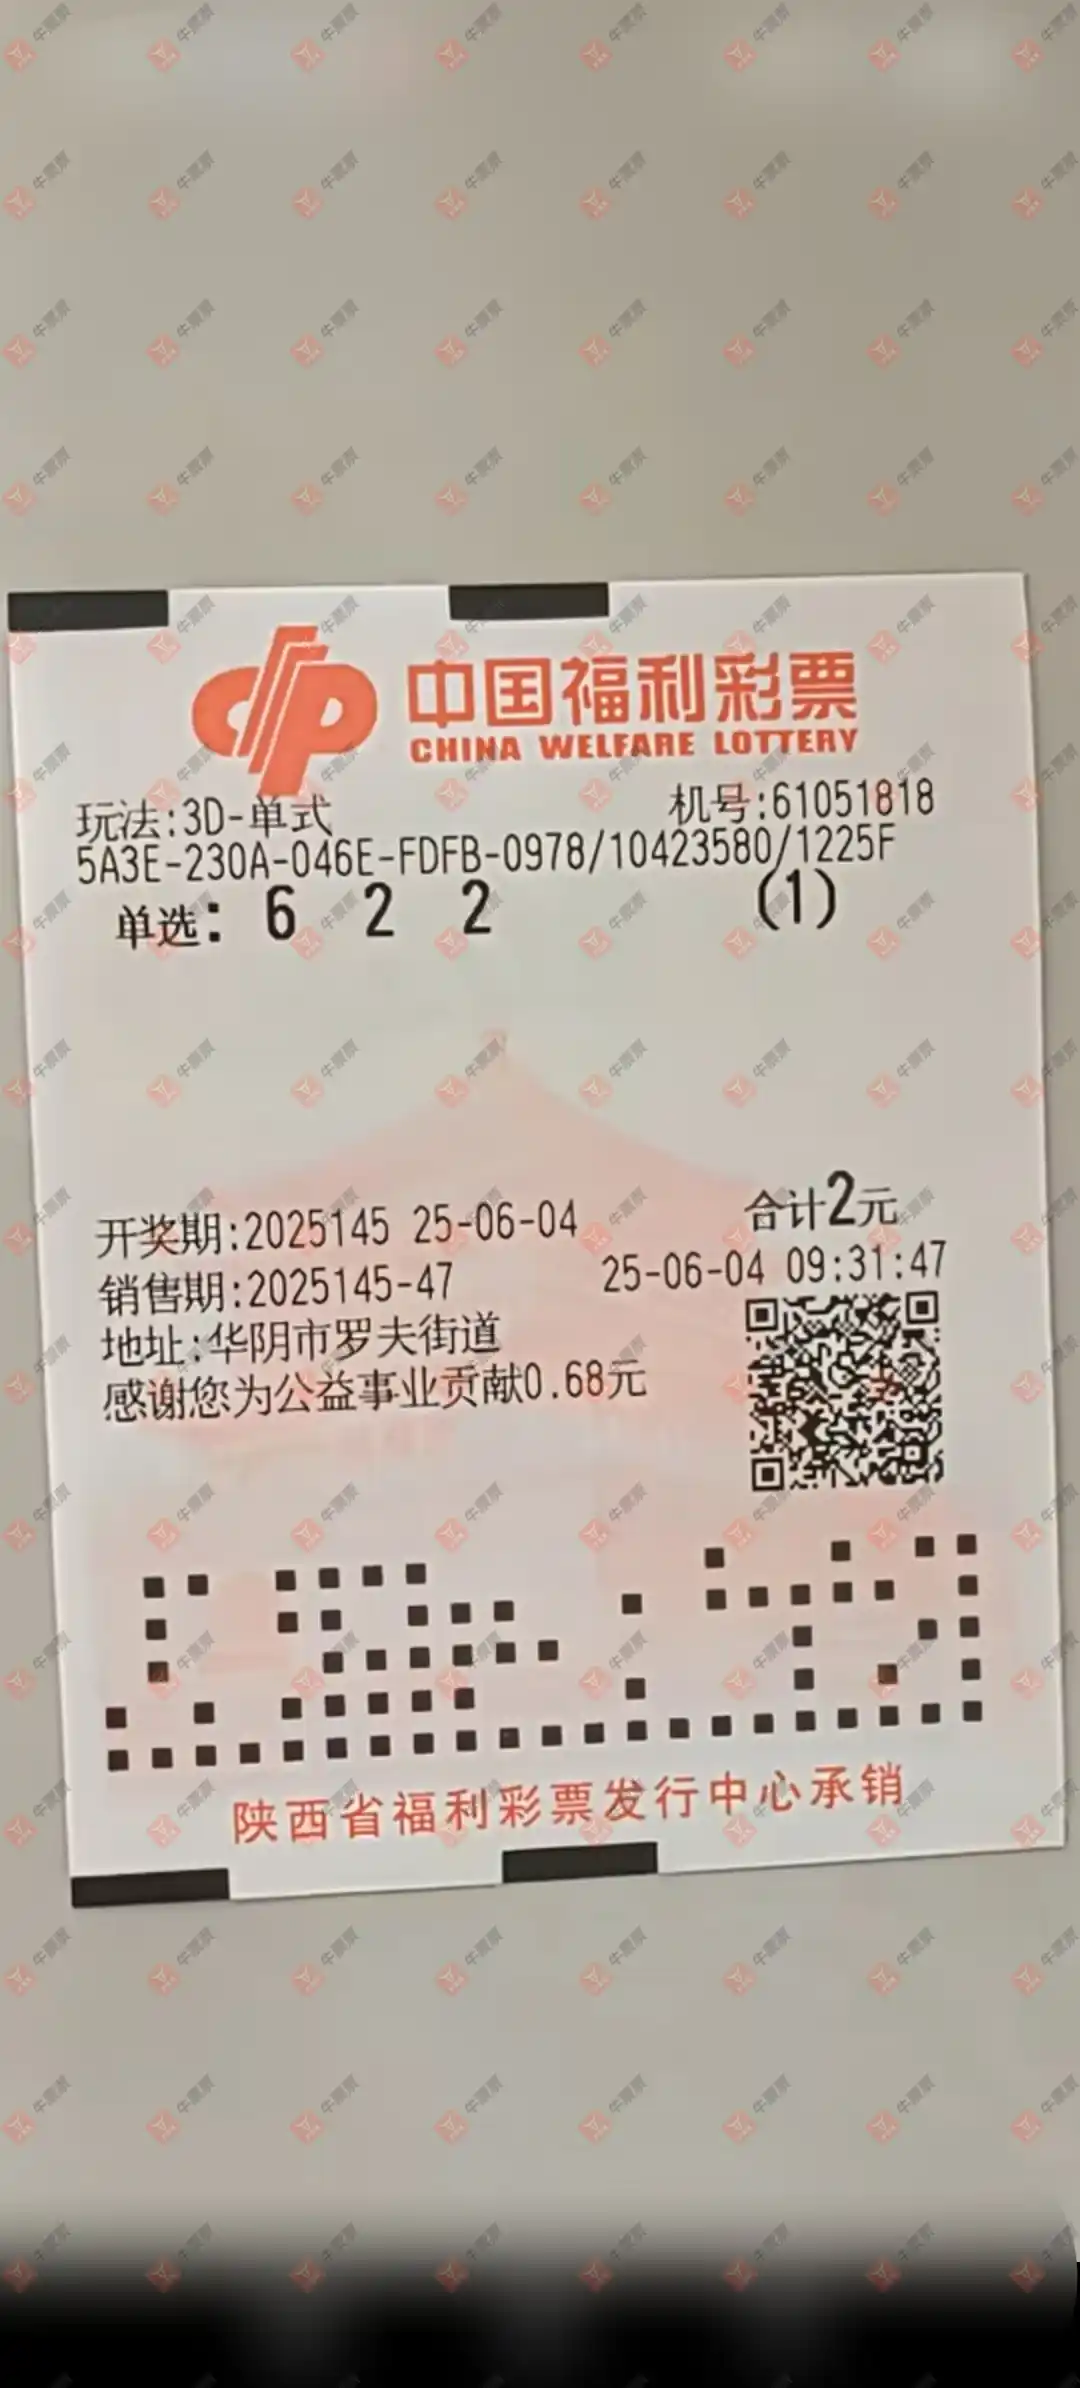 中国福利彩票
CHINA WELFARE LOTTERY
玩法:3D-单式 机号:61051818
5A3E-230A-046E-FDFB-0978/10423580/1225F
单选: 6 2 2 (1)
合计2元
开奖期:2025145 25-06-04
销售期:2025145-47 25-06-04 09:31:47
地址:华阴市罗夫街道
感谢您为公益事业贡献0.68元
陕西省福利彩票发行中心承销
牛票票